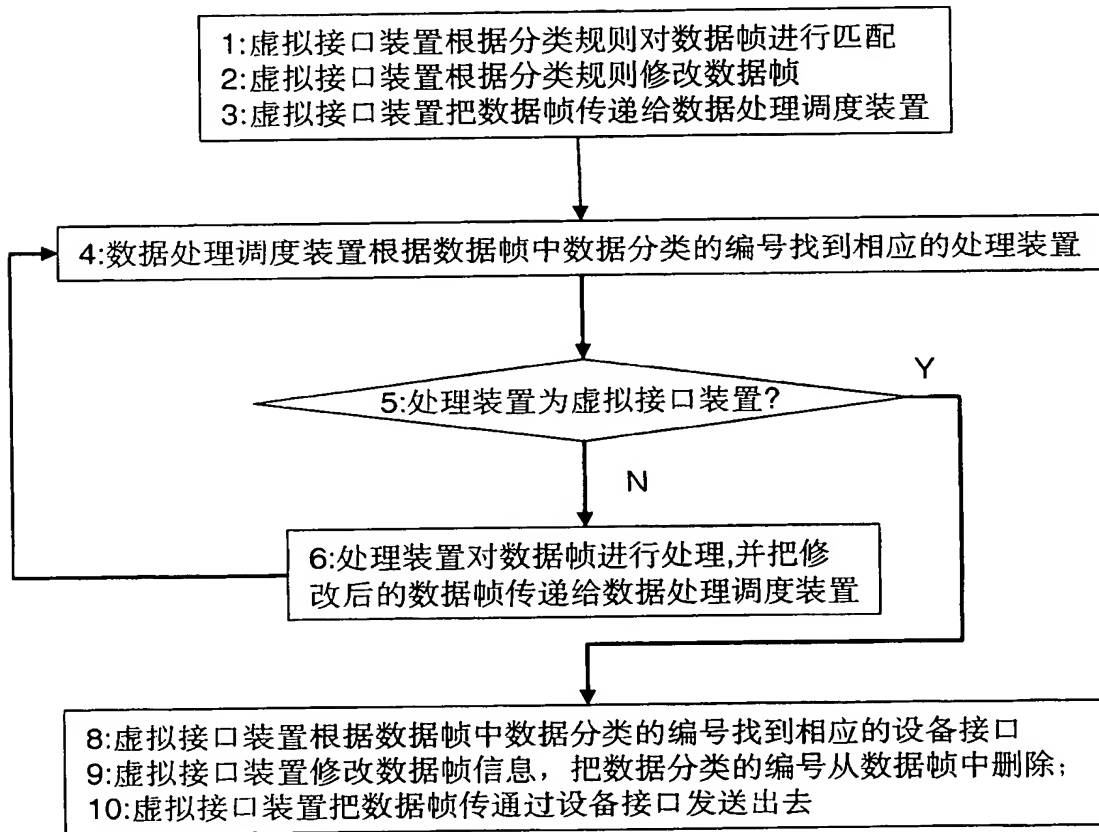 1:虚拟接口装置根据分类规则对数据帧进行匹配
2:虚拟接口装置根据分类规则修改数据帧
3:虚拟接口装置把数据帧传递给数据处理调度装置
4:数据处理调度装置根据数据帧中数据分类的编号找到相应的处理装置
5:处理装置为虚拟接口装置?
Y
N
6:处理装置对数据帧进行处理,并把修
改后的数据帧传递给数据处理调度装置
8:虚拟接口装置根据数据帧中数据分类的编号找到相应的设备接口
9:虚拟接口装置修改数据帧信息，把数据分类的编号从数据帧中删除；
10:虚拟接口装置把数据帧传通过设备接口发送出去